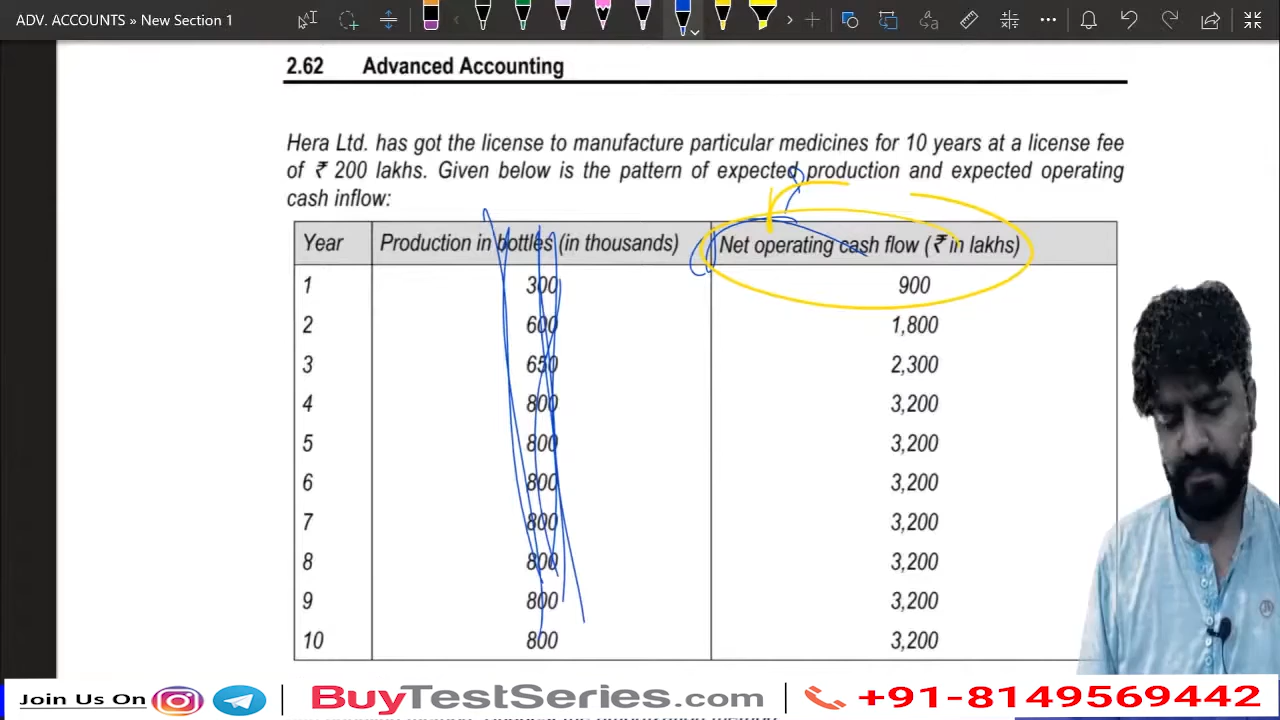 ADV. ACCOUNTS » New Section 1
2.62 Advanced Accounting
Hera Ltd. has got the license to manufacture particular medicines for 10 years at a license fee
of ₹ 200 lakhs. Given below is the pattern of expected production and expected operating
cash inflow:
Year Production in bottles (in thousands) Net operating cash flow (₹ in lakhs)
1 300 900
2 600 1,800
3 650 2,300
4 800 3,200
5 800 3,200
6 800 3,200
7 800 3,200
8 800 3,200
9 800 3,200
10 800 3,200
Join Us On BuyTestSeries.com +91-8149569442